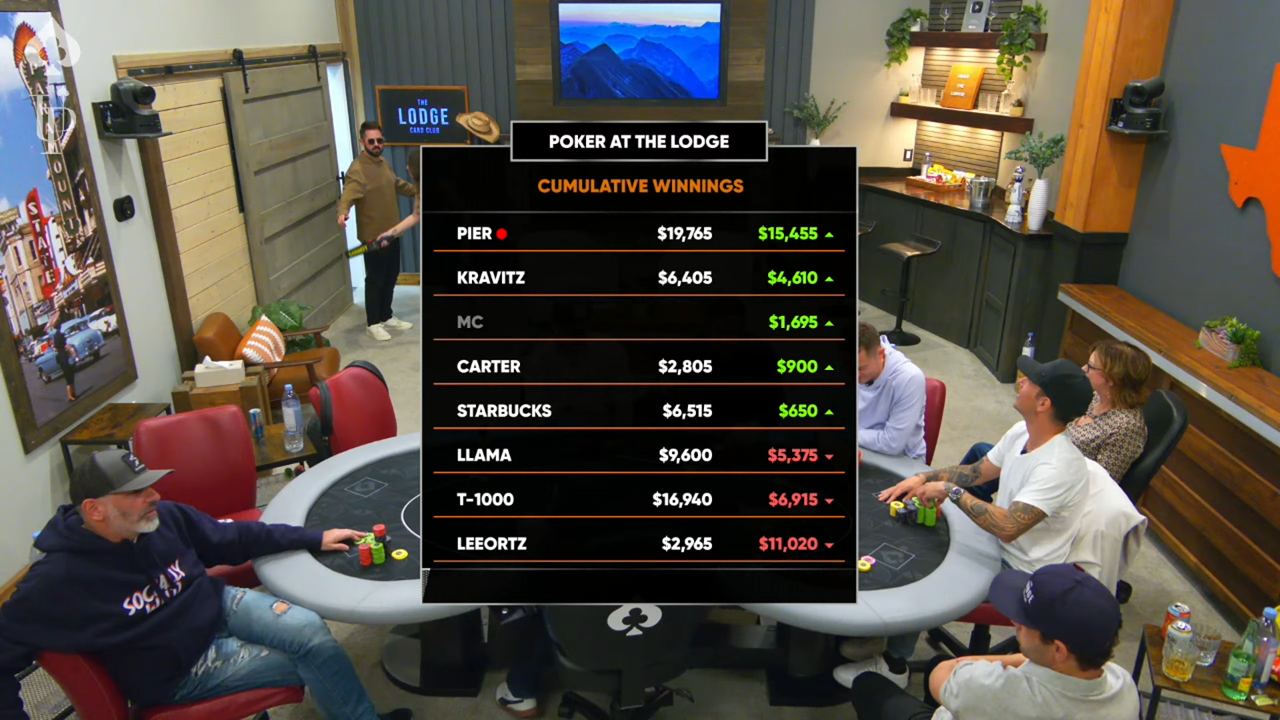 THE
LODGE
CARD CLUB
STATE
POKER AT THE LODGE
CUMULATIVE WINNINGS
PIER $19,765 $15,455
KRAVITZ $6,405 $4,610
MC $1,695
CARTER $2,805 $900
STARBUCKS $6,515 $650
LLAMA $9,600 $5,375
T-1000 $16,940 $6,915
LEEORTZ $2,965 $11,020